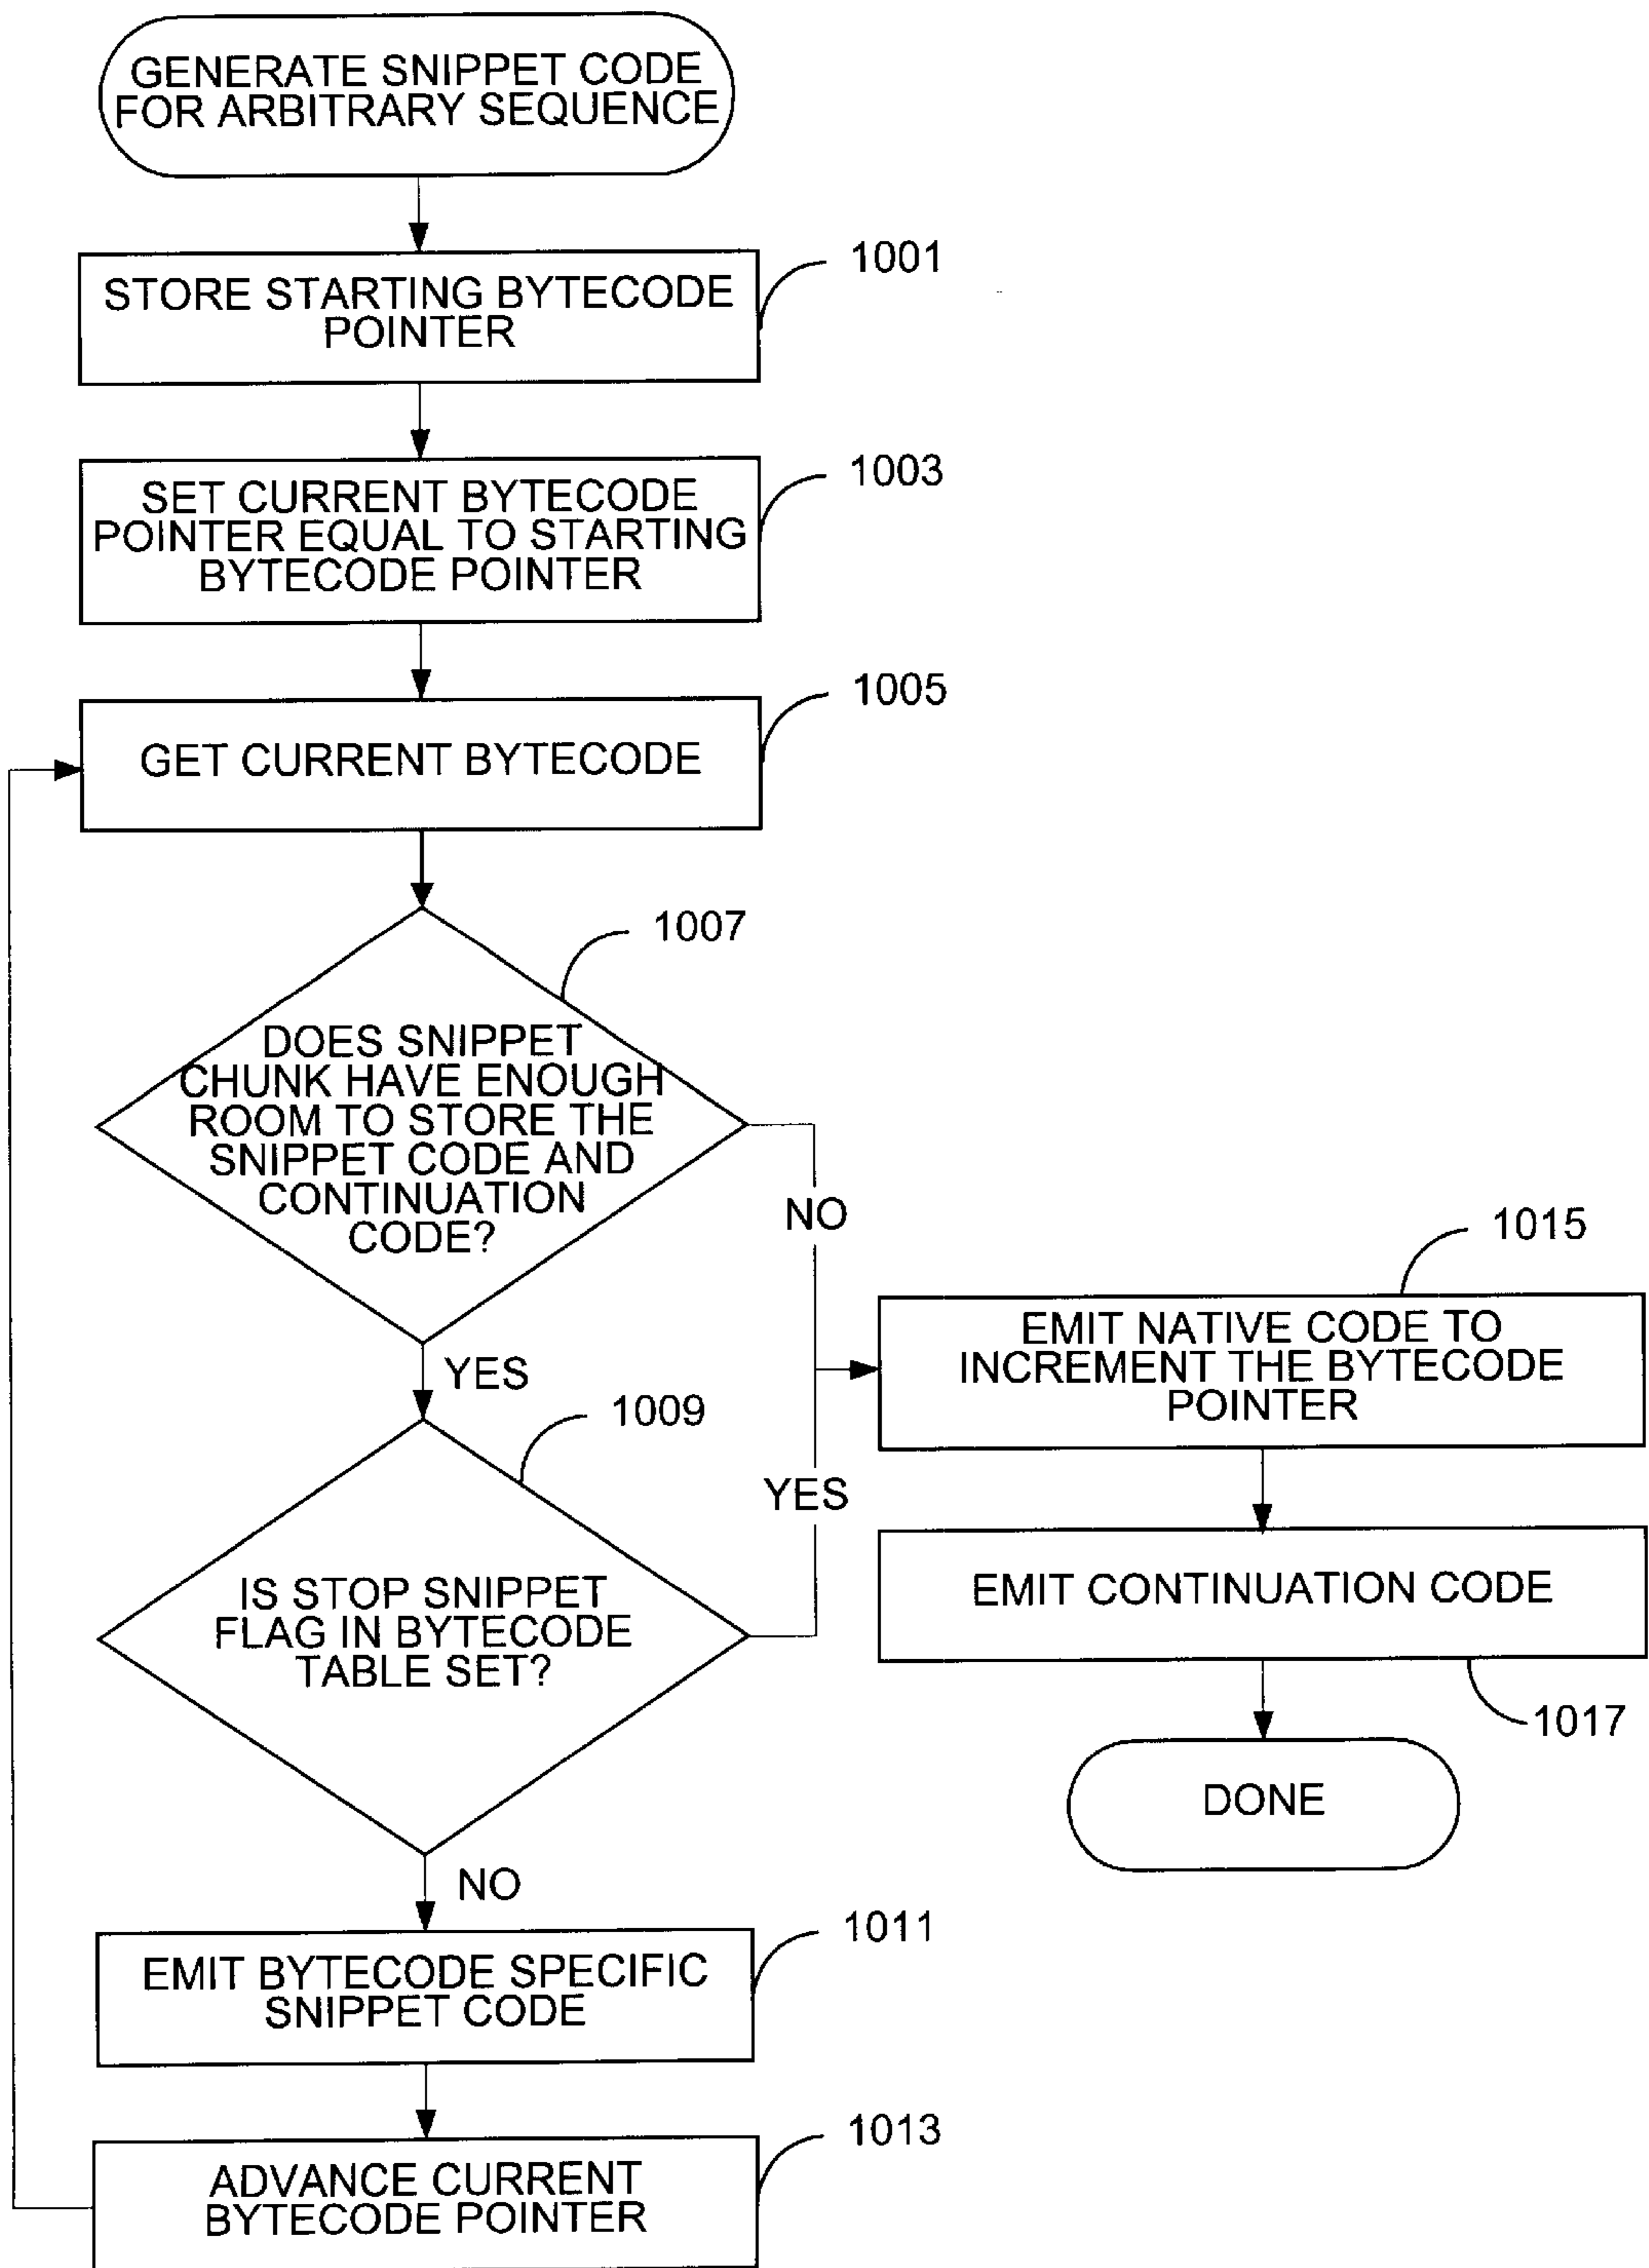 GENERATE SNIPPET CODE
FOR ARBITRARY SEQUENCE
1001
STORE STARTING BYTECODE
POINTER
1003
SET CURRENT BYTECODE
POINTER EQUAL TO STARTING
BYTECODE POINTER
1005
GET CURRENT BYTECODE
1007
DOES SNIPPET
CHUNK HAVE ENOUGH
ROOM TO STORE THE
SNIPPET CODE AND
CONTINUATION
CODE?
NO
YES
1009
IS STOP SNIPPET
FLAG IN BYTECODE
TABLE SET?
YES
NO
1011
EMIT BYTECODE SPECIFIC
SNIPPET CODE
1013
ADVANCE CURRENT
BYTECODE POINTER
1015
EMIT NATIVE CODE TO
INCREMENT THE BYTECODE
POINTER
EMIT CONTINUATION CODE
1017
DONE